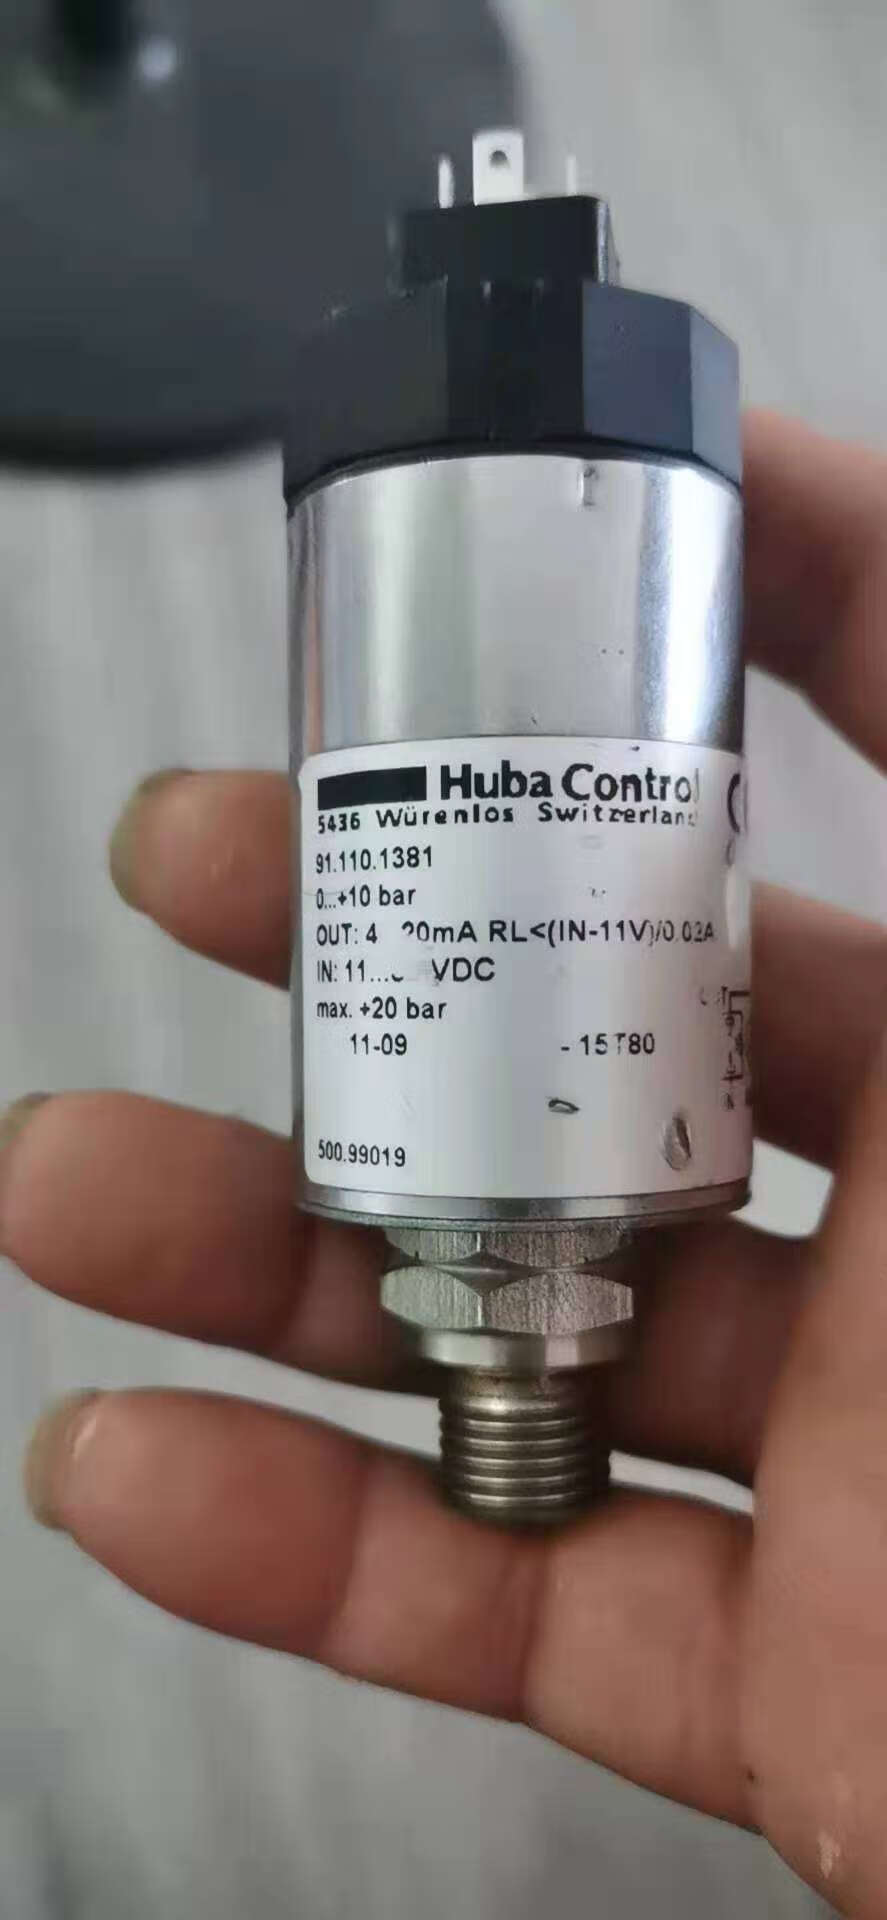 Huba Control
5436 Würenlos Switzerland
91.110.1381
0...+10 bar
OUT: 4 20mA RL<(IN-11V)/0.02A
IN: 11... VDC
max. +20 bar
11-09 - 15T80
500.99019
IN